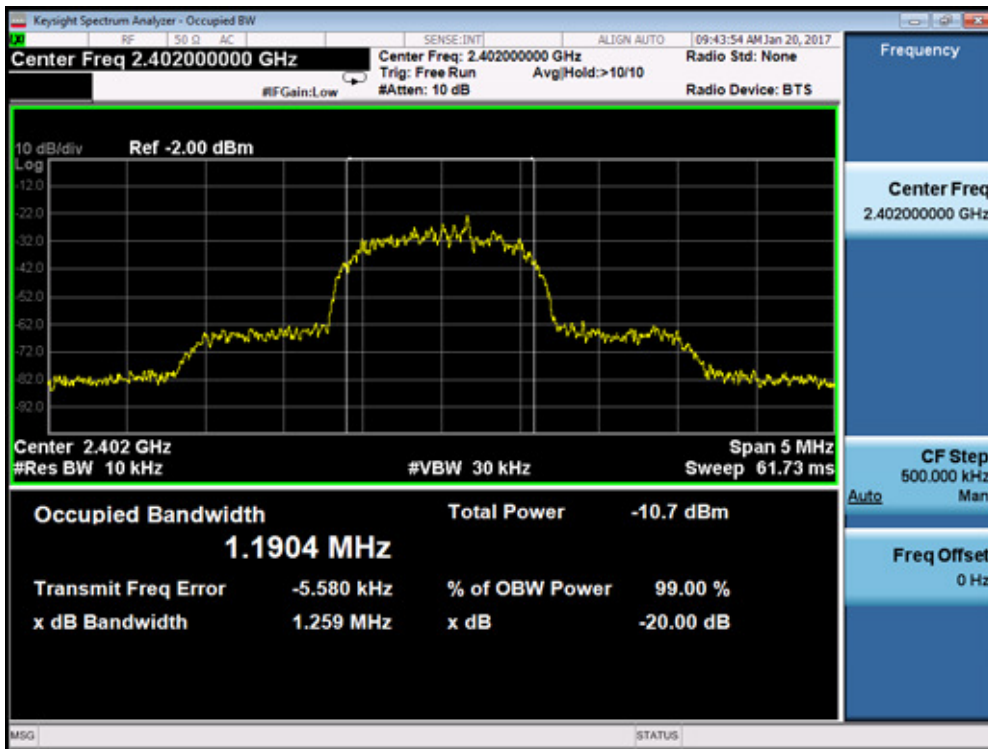 Keysight Spectrum Analyzer - Occupied BW
LXI RF 50 Ω AC SENSE:INT ALIGN AUTO 09:43:54 AM Jan 20, 2017
Center Freq 2.402000000 GHz
Center Freq: 2.402000000 GHz Radio Std: None
Trig: Free Run Avg|Hold:>10/10
#IFGain:Low #Atten: 10 dB Radio Device: BTS
10 dB/div Ref -2.00 dBm
Log
-12.0
-22.0
-32.0
-42.0
-52.0
-62.0
-72.0
-82.0
-92.0
Center 2.402 GHz Span 5 MHz
#Res BW 10 kHz #VBW 30 kHz Sweep 61.73 ms
Occupied Bandwidth Total Power -10.7 dBm
1.1904 MHz
Transmit Freq Error -5.580 kHz % of OBW Power 99.00 %
x dB Bandwidth 1.259 MHz x dB -20.00 dB
Frequency
Center Freq
2.402000000 GHz
CF Step
500.000 kHz
Auto Man
Freq Offset
0 Hz
MSG STATUS